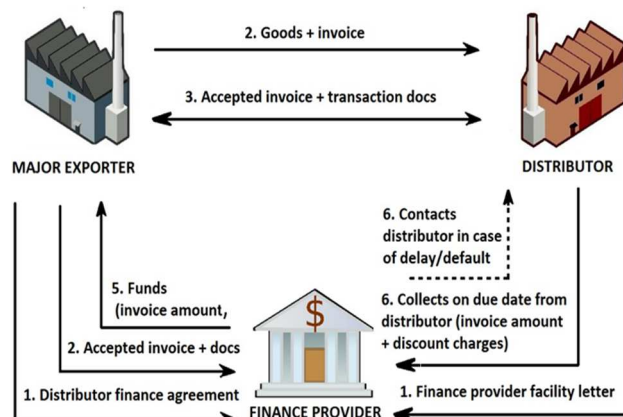 2. Goods + invoice
3. Accepted invoice + transaction docs
MAJOR EXPORTER
DISTRIBUTOR
6. Contacts
distributor in case
of delay/default
5. Funds
(invoice amount,
6. Collects on due date from
distributor (invoice amount
+ discount charges)
$
2. Accepted invoice + docs
1. Distributor finance agreement
1. Finance provider facility letter
FINANCE PROVIDER